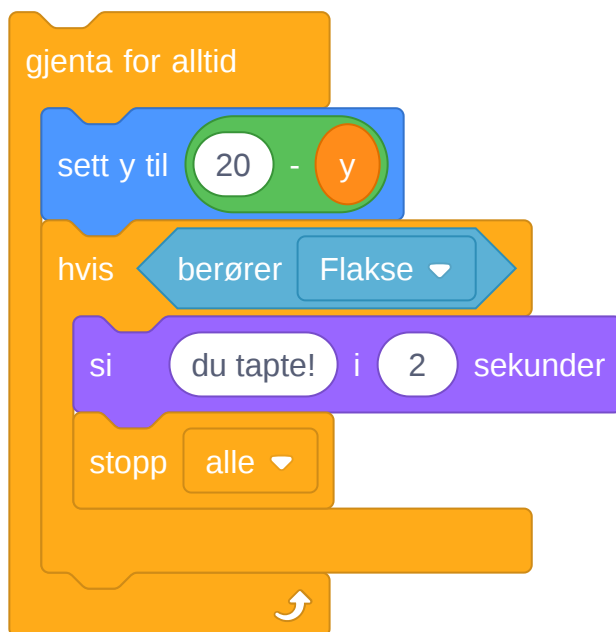 gjenta for alltid
sett y til 20 - y
hvis berører Flakse
si du tapte! i 2 sekunder
stopp alle